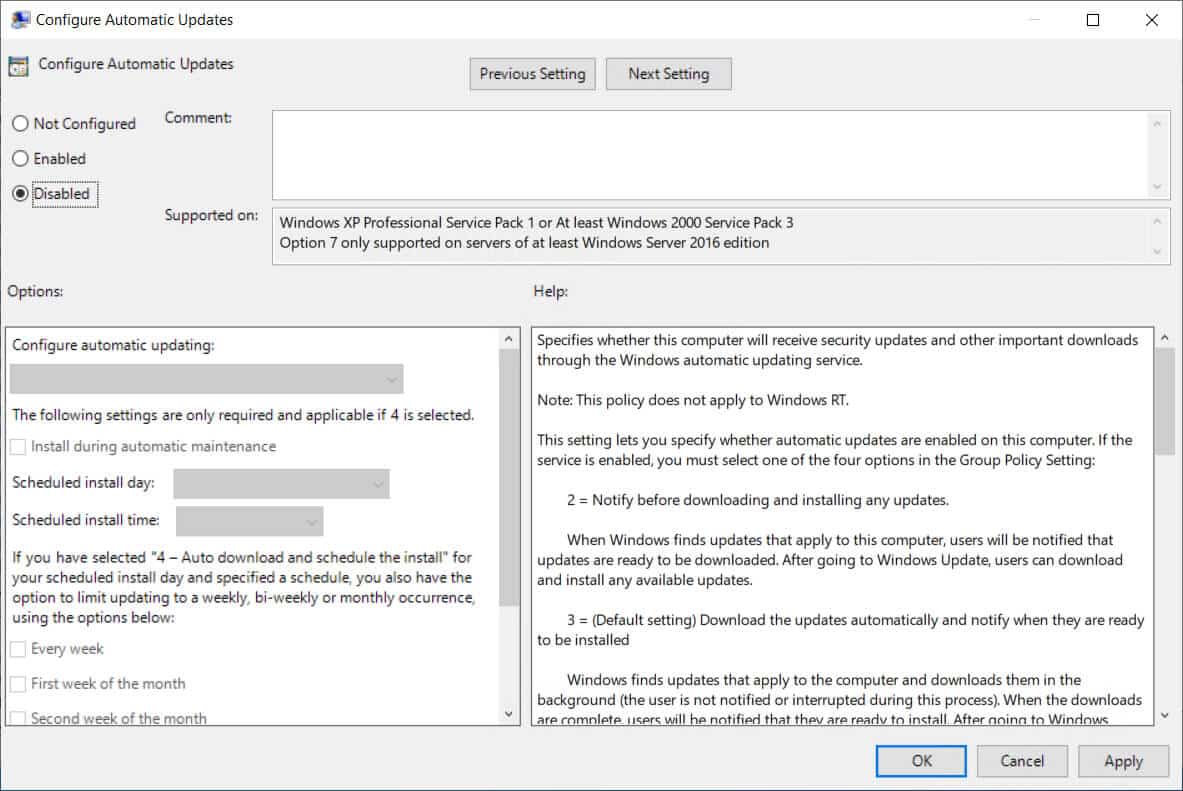 Configure Automatic Updates
Configure Automatic Updates
Previous Setting
Next Setting
Not Configured
Enabled
Disabled
Comment:
Supported on:
Windows XP Professional Service Pack 1 or At least Windows 2000 Service Pack 3
Option 7 only supported on servers of at least Windows Server 2016 edition
Options:
Help:
Configure automatic updating:
The following settings are only required and applicable if 4 is selected.
Install during automatic maintenance
Scheduled install day:
Scheduled install time:
If you have selected "4 – Auto download and schedule the install" for
your scheduled install day and specified a schedule, you also have the
option to limit updating to a weekly, bi-weekly or monthly occurrence,
using the options below:
Every week
First week of the month
Second week of the month
Specifies whether this computer will receive security updates and other important downloads
through the Windows automatic updating service.
Note: This policy does not apply to Windows RT.
This setting lets you specify whether automatic updates are enabled on this computer. If the
service is enabled, you must select one of the four options in the Group Policy Setting:
2 = Notify before downloading and installing any updates.
When Windows finds updates that apply to this computer, users will be notified that
updates are ready to be downloaded. After going to Windows Update, users can download
and install any available updates.
3 = (Default setting) Download the updates automatically and notify when they are ready
to be installed
Windows finds updates that apply to the computer and downloads them in the
background (the user is not notified or interrupted during this process). When the downloads
are complete, users will be notified that they are ready to install. After going to Windows
OK
Cancel
Apply